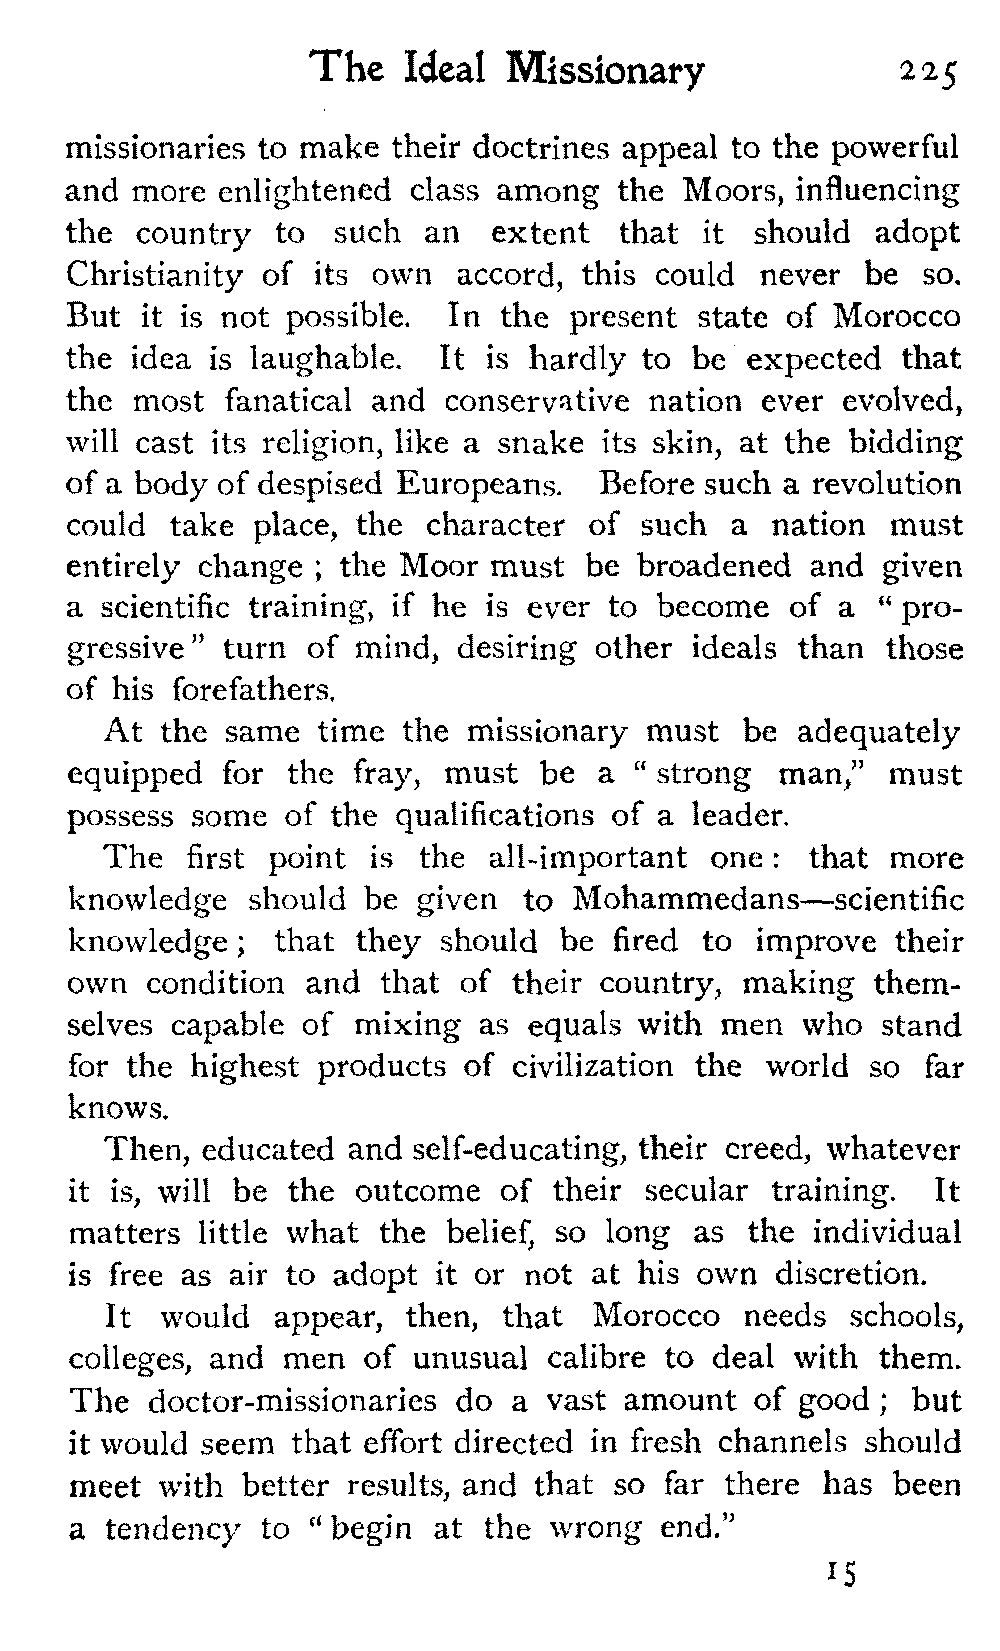 The Ideal Missionary 225
missionaries to make their doctrines appeal to the powerful
and more enlightened class among the Moors, influencing
the country to such an extent that it should adopt
Christianity of its own accord, this could never be so.
But it is not possible. In the present state of Morocco
the idea is laughable. It is hardly to be expected that
the most fanatical and conservative nation ever evolved,
will cast its religion, like a snake its skin, at the bidding
of a body of despised Europeans. Before such a revolution
could take place, the character of such a nation must
entirely change ; the Moor must be broadened and given
a scientific training, if he is ever to become of a “ pro-
gressive” turn of mind, desiring other ideals than those
of his forefathers.
At the same time the missionary must be adequately
equipped for the fray, must be a “ strong man,” must
possess some of the qualifications of a leader.
The first point is the all-important one : that more
knowledge should be given to Mohammedans—scientific
knowledge ; that they should be fired to improve their
own condition and that of their country, making them-
selves capable of mixing as equals with men who stand
for the highest products of civilization the world so far
knows.
Then, educated and self-educating, their creed, whatever
it is, will be the outcome of their secular training. It
matters little what the belief, so long as the individual
is free as air to adopt it or not at his own discretion.
It would appear, then, that Morocco needs schools,
colleges, and men of unusual calibre to deal with them.
The doctor-missionaries do a vast amount of good ; but
it would seem that effort directed in fresh channels should
meet with better results, and that so far there has been
a tendency to “ begin at the wrong end.”
15